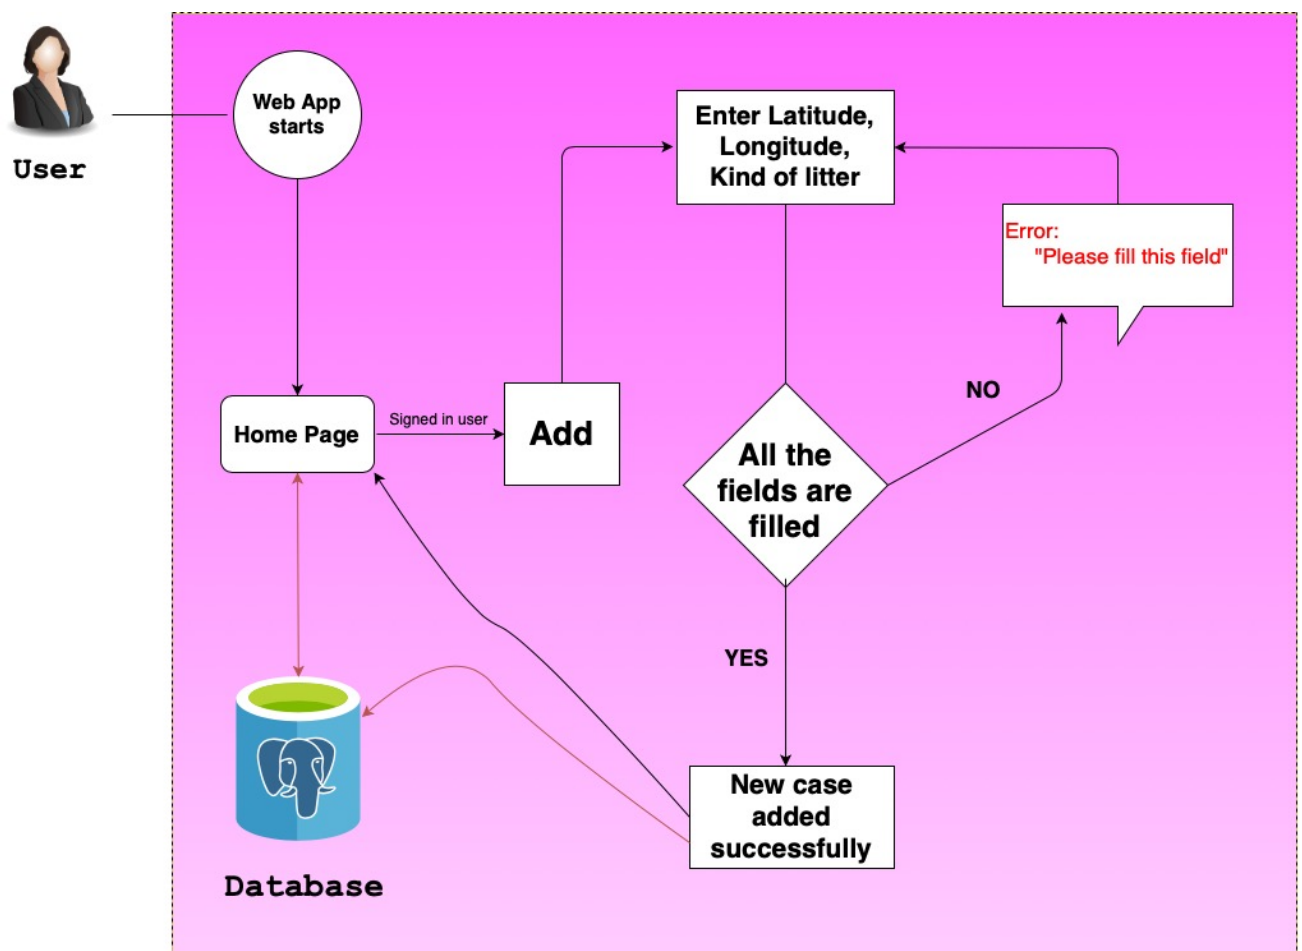 User
Web App
starts
Enter Latitude,
Longitude,
Kind of litter
Error:
"Please fill this field"
Home Page
Signed in user
Add
NO
All the
fields are
filled
YES
New case
added
successfully
Database